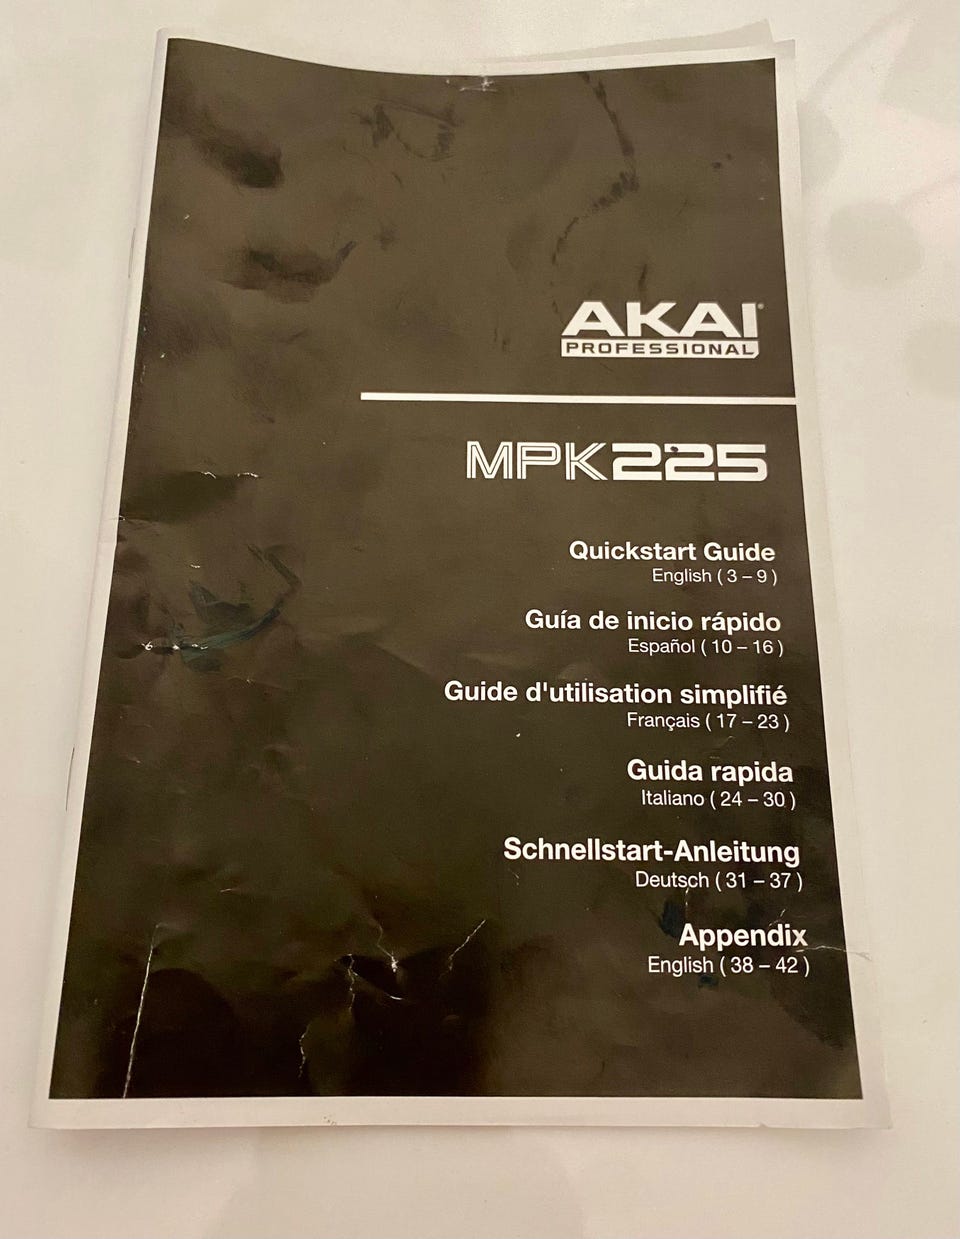 AKAI®
PROFESSIONAL
MPK225
Quickstart Guide
English ( 3 – 9 )
Guía de inicio rápido
Español ( 10 – 16 )
Guide d'utilisation simplifié
Français ( 17 – 23 )
Guida rapida
Italiano ( 24 – 30 )
Schnellstart-Anleitung
Deutsch ( 31 – 37 )
Appendix
English ( 38 – 42 )